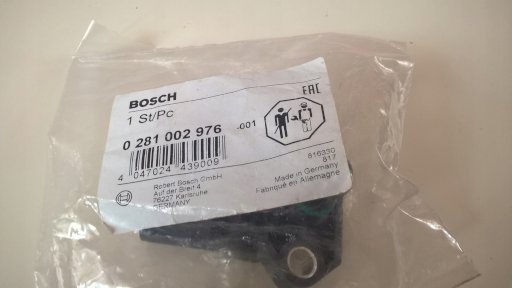 BOSCH
1 St/Pc
EAC
0 281 002 976
-001
4 047024 439009
Robert Bosch GmbH
Auf der Breit 4
76227 Karlsruhe
GERMANY
816330
817
Made in Germany
Fabriqué en Allemagne